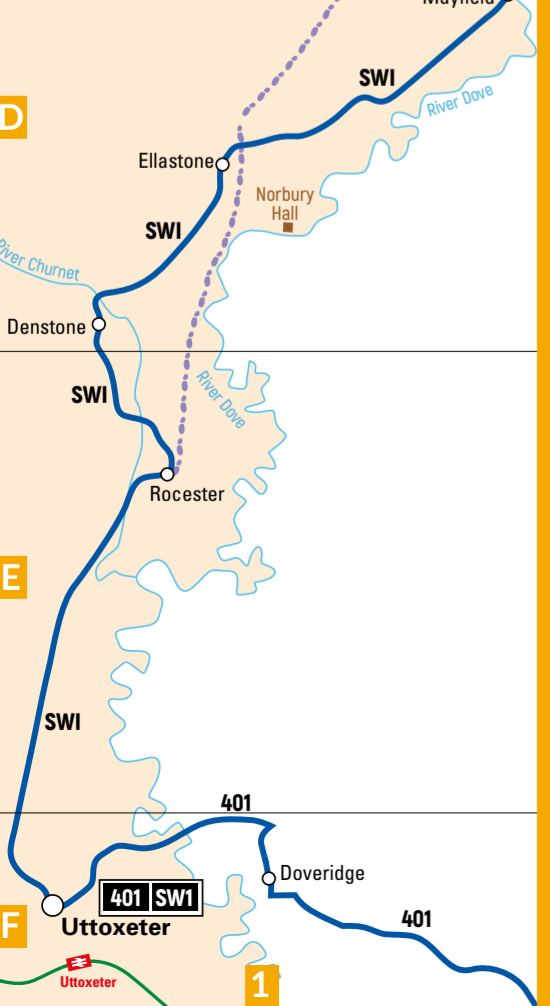 Mayfield
SWI
River Dove
D
Ellastone
Norbury
Hall
SWI
River Churnet
Denstone
SWI
River Dove
Rocester
E
SWI
401
Doveridge
401 SW1
401
F
Uttoxeter
Uttoxeter
1